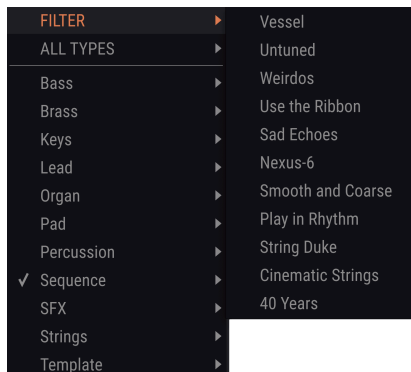 FILTER
ALL TYPES
Bass
Brass
Keys
Lead
Organ
Pad
Percussion
Sequence
SFX
Strings
Template
Vessel
Untuned
Weirdos
Use the Ribbon
Sad Echoes
Nexus-6
Smooth and Coarse
Play in Rhythm
String Duke
Cinematic Strings
40 Years